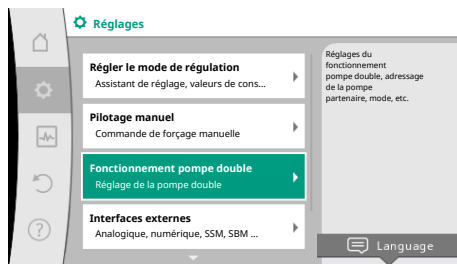 Réglages
Régler le mode de régulation
Assistant de réglage, valeurs de cons...
Pilotage manuel
Commande de forçage manuelle
Fonctionnement pompe double
Réglage de la pompe double
Interfaces externes
Analogique, numérique, SSM, SBM ...
Réglages du
fonctionnement
pompe double, adressage
de la pompe
partenaire, mode, etc.
Language